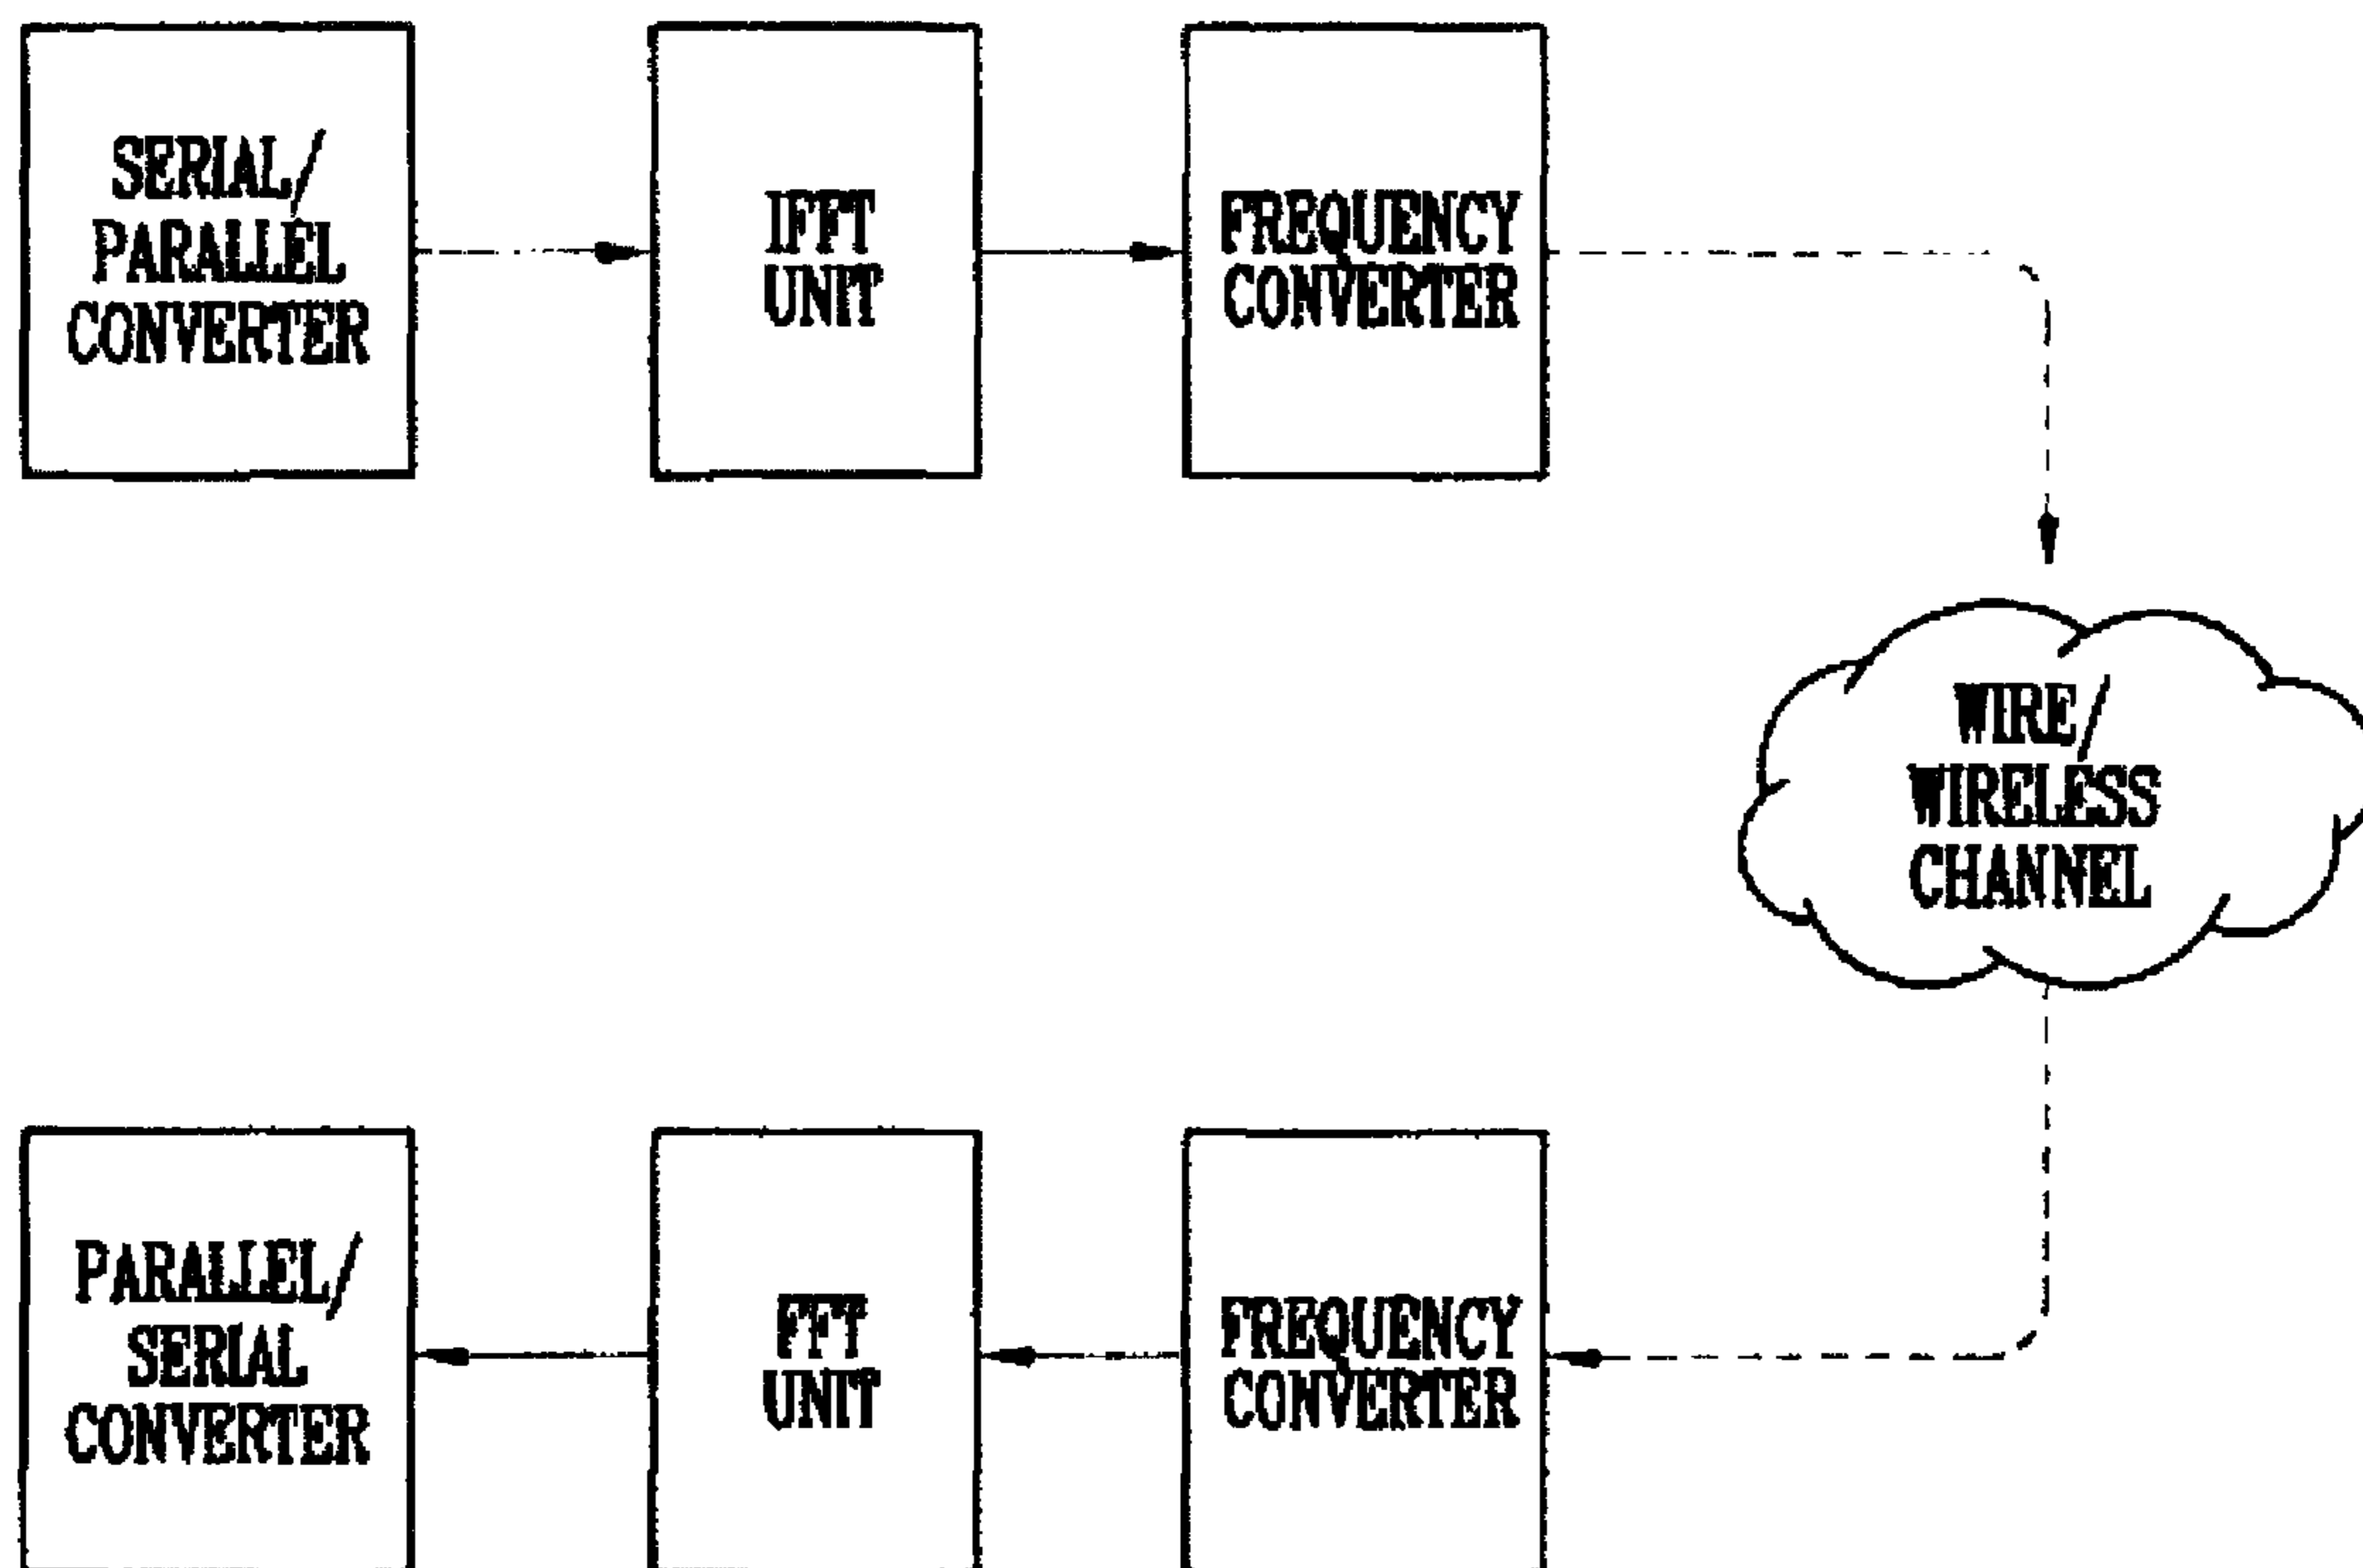 SERIAL/
PARALLEL
CONVERTER
IFFT
UNIT
FREQUENCY
CONVERTER
WIRE/
WIRELESS
CHANNEL
PARALLEL/
SERIAL
CONVERTER
FFT
UNIT
FREQUENCY
CONVERTER